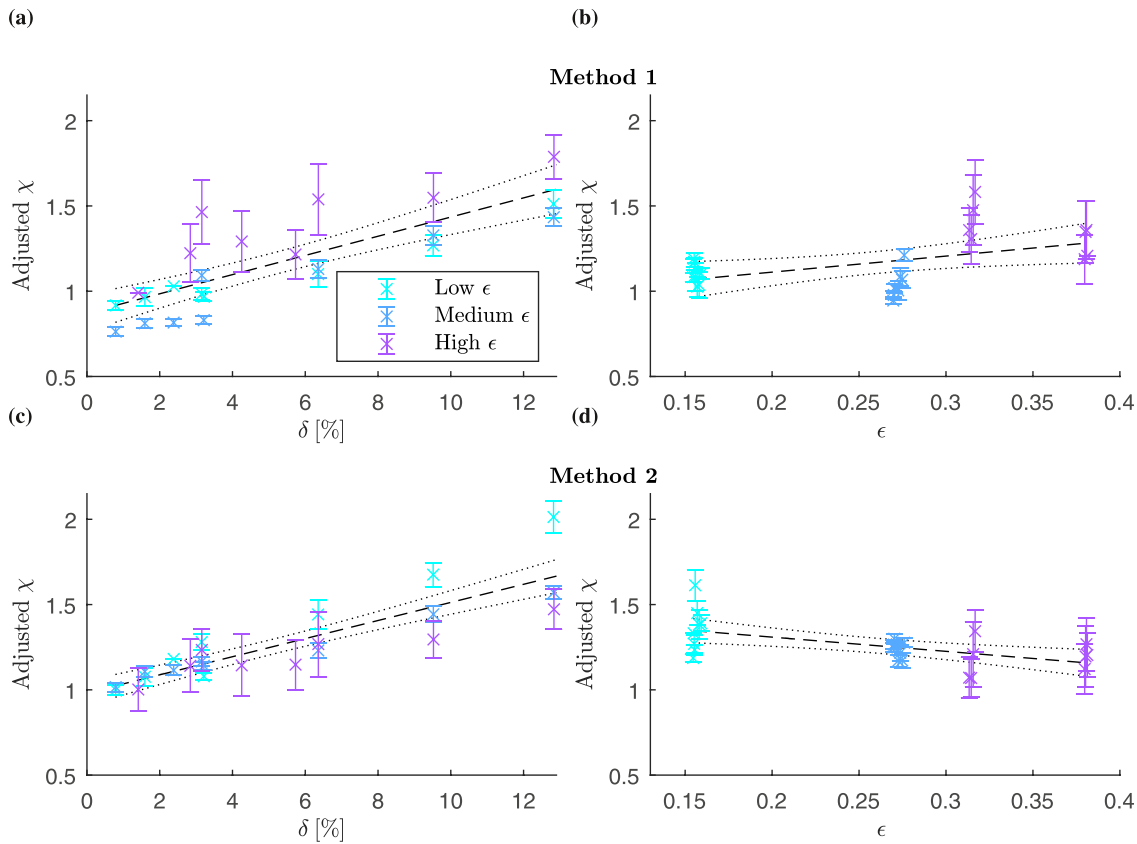 (a)
(b)
Method 1
Adjusted χ
2
1.5
1
0.5
0 2 4 6 8 10 12
δ [%]
Low ϵ
Medium ϵ
High ϵ
Adjusted χ
2
1.5
1
0.5
0.15 0.2 0.25 0.3 0.35 0.4
ϵ
(c)
(d)
Method 2
Adjusted χ
2
1.5
1
0.5
0 2 4 6 8 10 12
δ [%]
Adjusted χ
2
1.5
1
0.5
0.15 0.2 0.25 0.3 0.35 0.4
ϵ